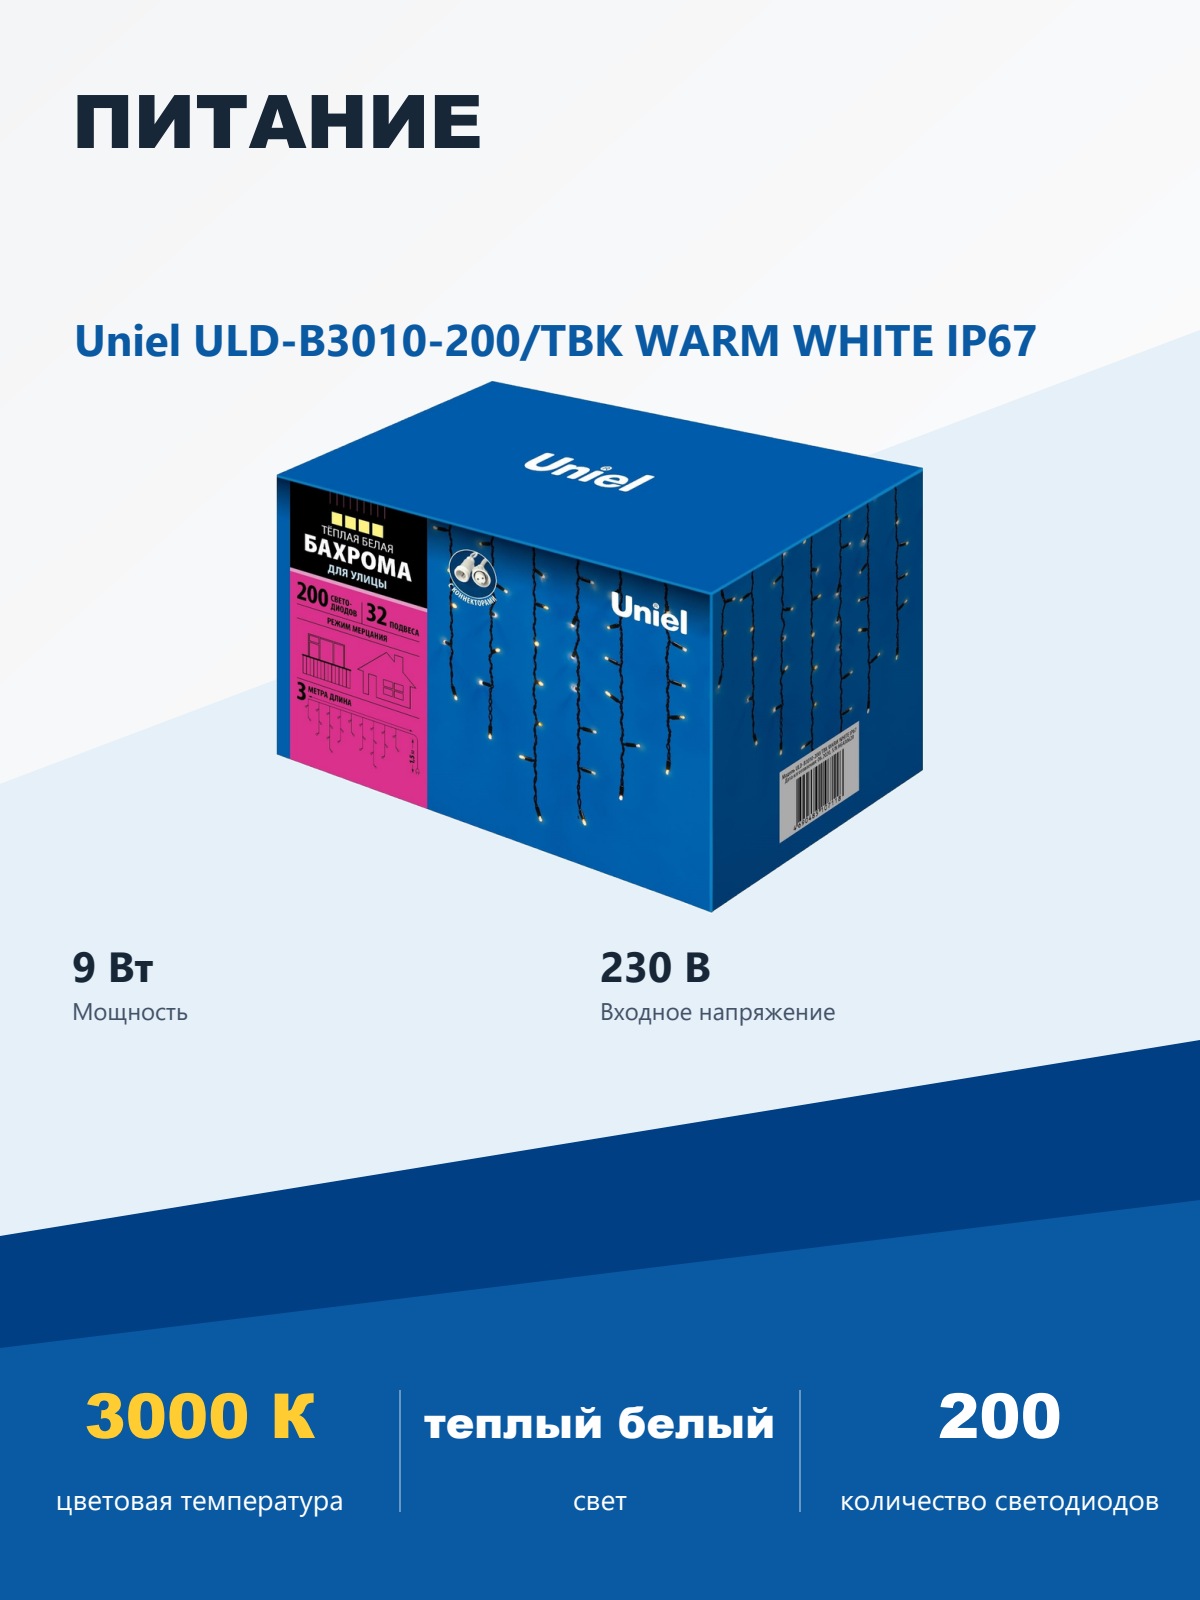 ПИТАНИЕ
Uniel ULD-B3010-200/TBK WARM WHITE IP67
Uniel
ТЁПЛАЯ БЕЛАЯ
БАХРОМА
ДЛЯ УЛИЦЫ
200 СВЕТО-
ДИОДОВ
32 ПОДВЕСА
РЕЖИМ МЕРЦАНИЯ
3 МЕТРА ДЛИНА
С КОННЕКТОРАМИ
Uniel
9 Вт
Мощность
230 В
Входное напряжение
3000 К
цветовая температура
теплый белый
свет
200
количество светодиодов